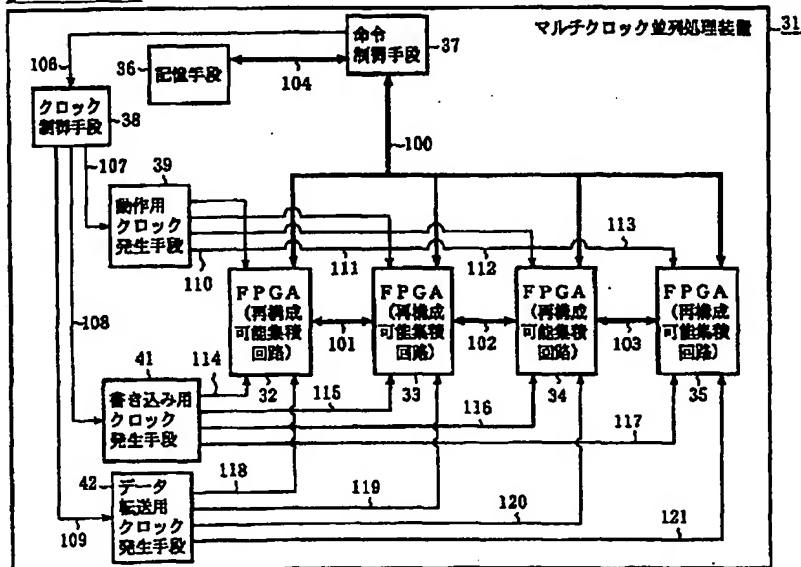 マルチクロック並列処理装置
31
命令
制御手段
37
36
記憶手段
104
106
クロック
制御手段
38
107
100
39
動作用
クロック
発生手段
110
111
112
113
108
FPGA
(再構成
可能集積
回路)
32
101
FPGA
(再構成
可能集積
回路)
33
102
FPGA
(再構成
可能集積
回路)
34
103
FPGA
(再構成
可能集積
回路)
35
41
書き込み用
クロック
発生手段
114
115
116
117
42
データ
転送用
クロック
発生手段
109
118
119
120
121